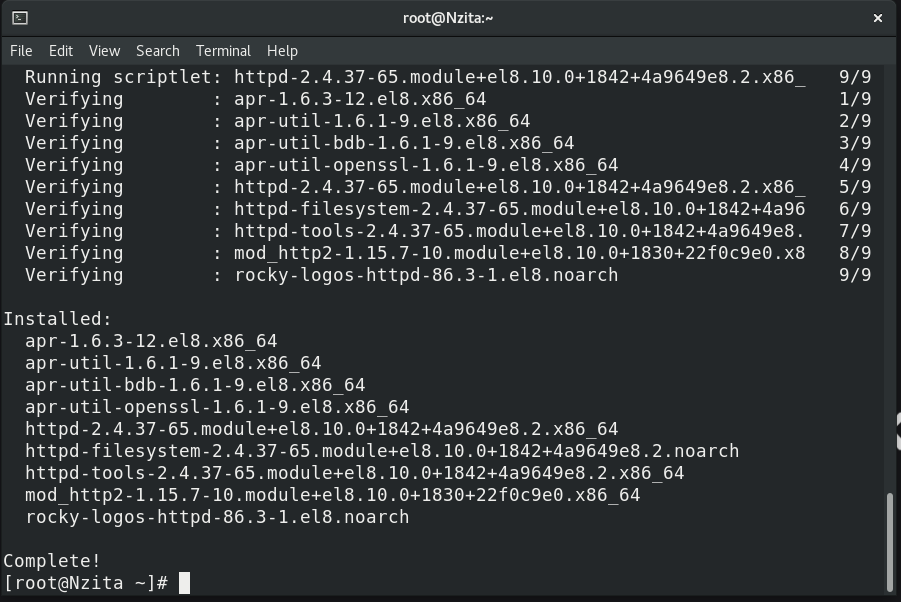 root@Nzita:~
File Edit View Search Terminal Help
Running scriptlet: httpd-2.4.37-65.module+el8.10.0+1842+4a9649e8.2.x86_ 9/9
Verifying : apr-1.6.3-12.el8.x86_64 1/9
Verifying : apr-util-1.6.1-9.el8.x86_64 2/9
Verifying : apr-util-bdb-1.6.1-9.el8.x86_64 3/9
Verifying : apr-util-openssl-1.6.1-9.el8.x86_64 4/9
Verifying : httpd-2.4.37-65.module+el8.10.0+1842+4a9649e8.2.x86_ 5/9
Verifying : httpd-filesystem-2.4.37-65.module+el8.10.0+1842+4a96 6/9
Verifying : httpd-tools-2.4.37-65.module+el8.10.0+1842+4a9649e8. 7/9
Verifying : mod_http2-1.15.7-10.module+el8.10.0+1830+22f0c9e0.x8 8/9
Verifying : rocky-logos-httpd-86.3-1.el8.noarch 9/9
Installed:
apr-1.6.3-12.el8.x86_64
apr-util-1.6.1-9.el8.x86_64
apr-util-bdb-1.6.1-9.el8.x86_64
apr-util-openssl-1.6.1-9.el8.x86_64
httpd-2.4.37-65.module+el8.10.0+1842+4a9649e8.2.x86_64
httpd-filesystem-2.4.37-65.module+el8.10.0+1842+4a9649e8.2.noarch
httpd-tools-2.4.37-65.module+el8.10.0+1842+4a9649e8.2.x86_64
mod_http2-1.15.7-10.module+el8.10.0+1830+22f0c9e0.x86_64
rocky-logos-httpd-86.3-1.el8.noarch
Complete!
[root@Nzita ~]#